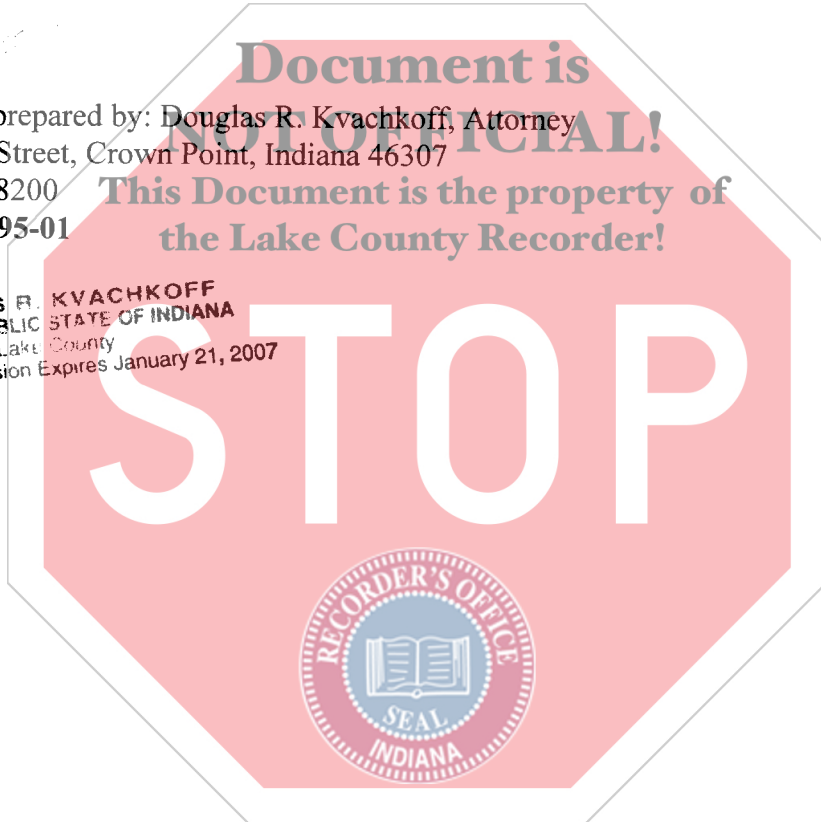 Document is
NOT OFFICIAL!
prepared by: Douglas R. Kvachkoff, Attorney
Street, Crown Point, Indiana 46307
8200
This Document is the property of
95-01
the Lake County Recorder!
R. KVACHKOFF
STATE OF INDIANA
Lake County
Expires January 21, 2007
STOP
RECORDER'S OFFICE
SEAL
INDIANA